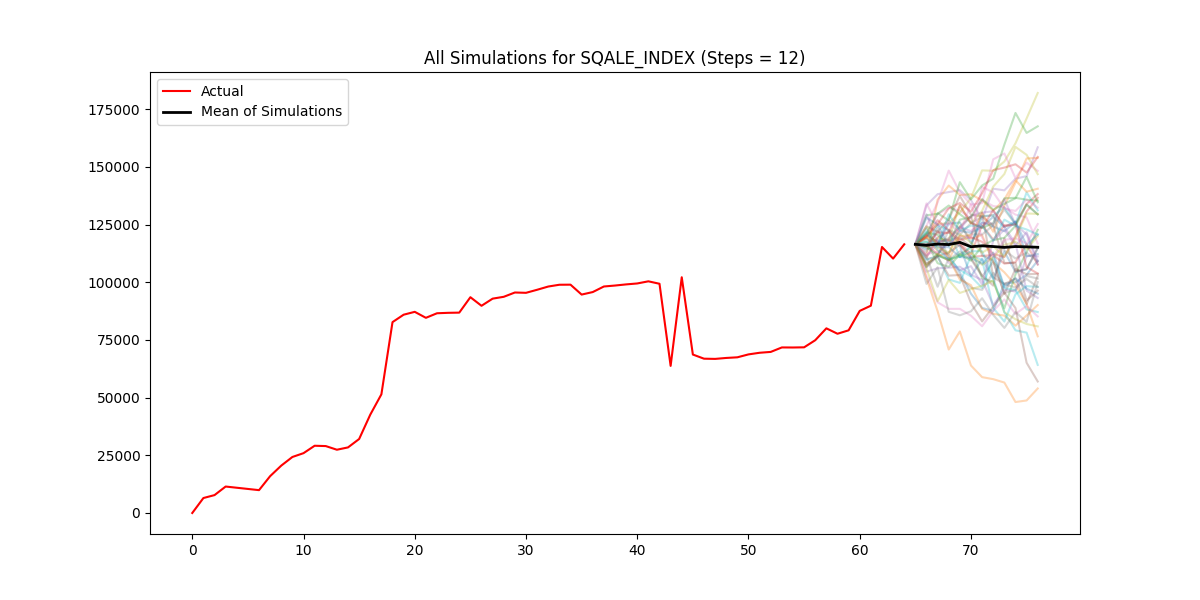 All Simulations for SQALE_INDEX (Steps = 12)
Actual
Mean of Simulations
175000
150000
125000
100000
75000
50000
25000
0
0 10 20 30 40 50 60 70